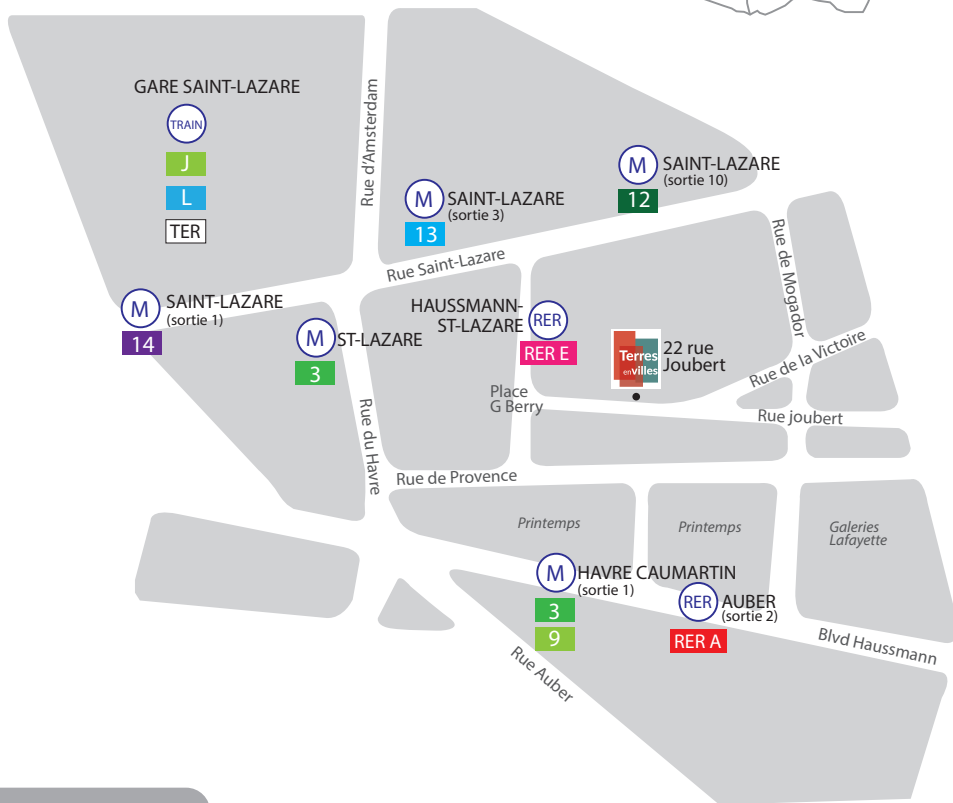 GARE SAINT-LAZARE
TRAIN
J
L
TER
Rue d'Amsterdam
M
SAINT-LAZARE
(sortie 3)
13
M
SAINT-LAZARE
(sortie 10)
12
Rue Saint-Lazare
Rue de Mogador
M
SAINT-LAZARE
(sortie 1)
14
M
ST-LAZARE
3
HAUSSMANN-
ST-LAZARE
RER
RER E
Terres
en villes
22 rue
Joubert
Rue de la Victoire
Place
G Berry
Rue joubert
Rue du Havre
Rue de Provence
Printemps
Printemps
Galeries
Lafayette
M
HAVRE CAUMARTIN
(sortie 1)
3
9
RER
AUBER
(sortie 2)
RER A
Blvd Haussmann
Rue Auber